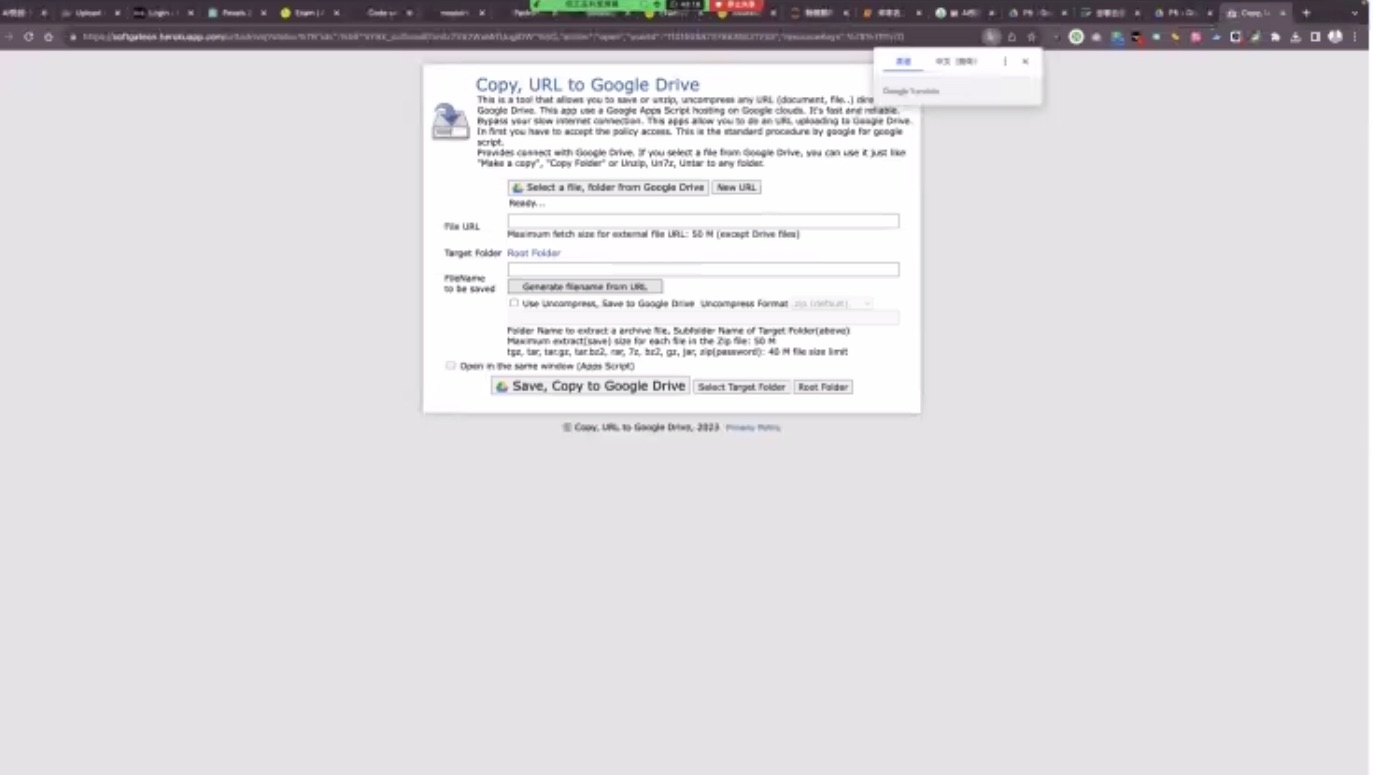 Upload
Login
Exam
https://softgateon.herokuapp.com
Google Translate
Copy, URL to Google Drive
This is a tool that allows you to save or unzip, uncompress any URL (document, file..)
Google Drive. This app use a Google Apps Script hosting on Google clouds. It's fast and reliable.
Bypass your slow internet connection. This apps allow you to do an URL uploading to Google Drive.
In first you have to accept the policy access. This is the standard procedure by google for google
script.
Provides connect with Google Drive. If you select a file from Google Drive, you can use it just like
"Make a copy", "Copy Folder" or Unzip, Un7z, Untar to any folder.
Select a file, folder from Google Drive New URL
Ready...
File URL
Maximum fetch size for external file URL: 50 M (except Drive files)
Target Folder Root Folder
FileName
to be saved
Generate filename from URL
Use Uncompress, Save to Google Drive Uncompress Format zip (default)
Folder Name to extract a archive file, Subfolder Name of Target Folder(above)
Maximum extract(save) size for each file in the Zip file: 50 M
tgz, tar, tar.gz, tar.bz2, rar, 7z, bz2, gz, jar, zip(password): 40 M file size limit
Open in the same window (Apps Script)
Save, Copy to Google Drive Select Target Folder Root Folder
© Copy, URL to Google Drive, 2023 Privacy Policy